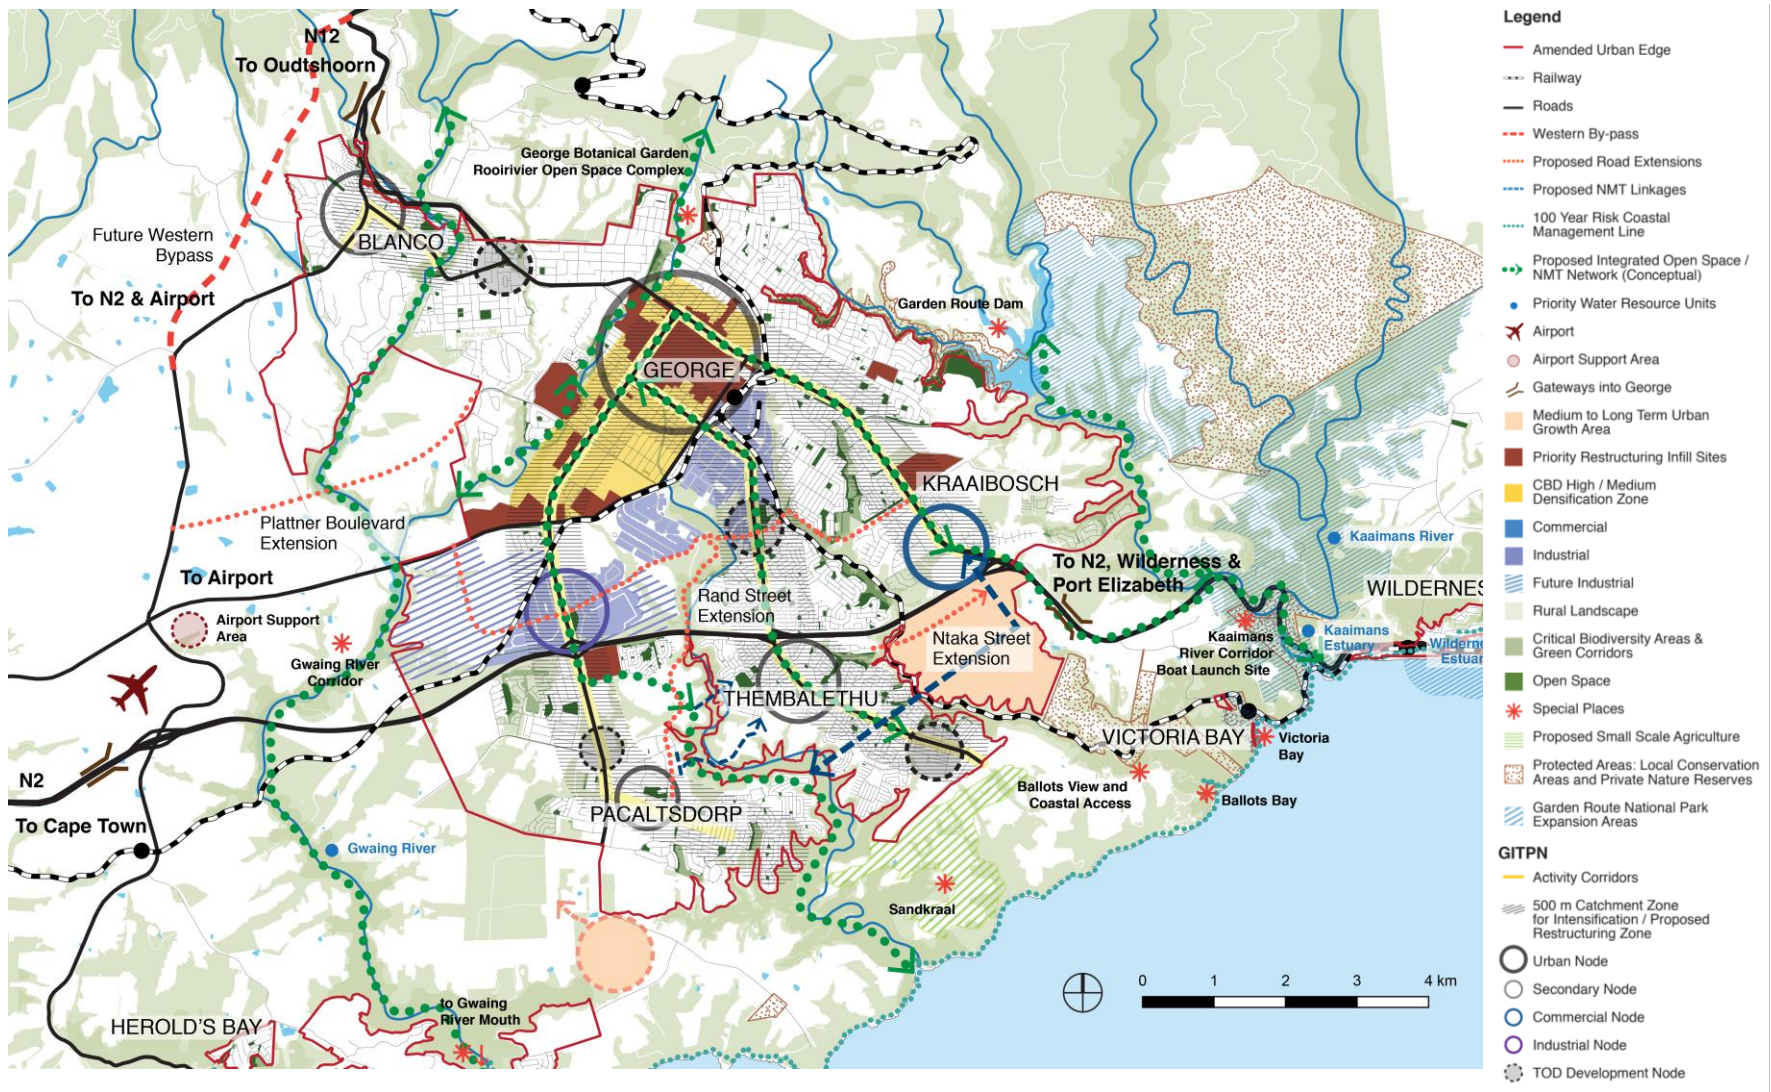 N12
To Oudtshoorn
George Botanical Garden
Rooirivier Open Space Complex
Future Western
Bypass
BLANCO
To N2 & Airport
Garden Route Dam
GEORGE
KRAAIBOSCH
Plattner Boulevard
Extension
Kaaimans River
To Airport
To N2, Wilderness &
Port Elizabeth
WILDERNES
Airport Support
Area
Rand Street
Extension
Gwaing River
Corridor
Ntaka Street
Extension
Kaaimans
River Corridor
Boat Launch Site
Kaaimans
Estuary
Wilderne
Estuar
THEMBALETHU
VICTORIA BAY
Victoria
Bay
N2
Ballots View and
Coastal Access
Ballots Bay
To Cape Town
PACALTSDORP
Gwaing River
Sandkraal
to Gwaing
River Mouth
HEROLD'S BAY
0 1 2 3 4 km
Legend
Amended Urban Edge
Railway
Roads
Western By-pass
Proposed Road Extensions
Proposed NMT Linkages
100 Year Risk Coastal
Management Line
Proposed Integrated Open Space /
NMT Network (Conceptual)
Priority Water Resource Units
Airport
Airport Support Area
Gateways into George
Medium to Long Term Urban
Growth Area
Priority Restructuring Infill Sites
CBD High / Medium
Densification Zone
Commercial
Industrial
Future Industrial
Rural Landscape
Critical Biodiversity Areas &
Green Corridors
Open Space
Special Places
Proposed Small Scale Agriculture
Protected Areas: Local Conservation
Areas and Private Nature Reserves
Garden Route National Park
Expansion Areas
GITPN
Activity Corridors
500 m Catchment Zone
for Intensification / Proposed
Restructuring Zone
Urban Node
Secondary Node
Commercial Node
Industrial Node
TOD Development Node